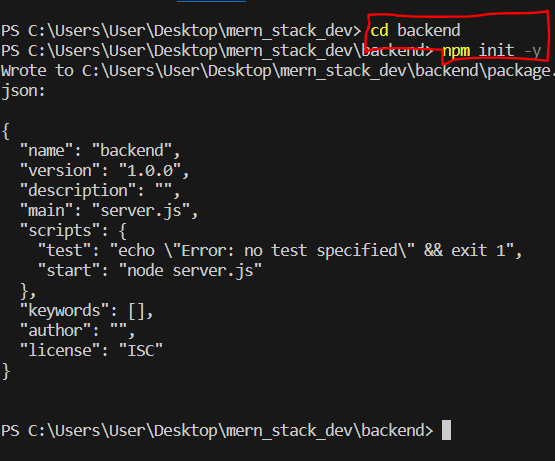 PS C:\Users\User\Desktop\mern_stack_dev> cd backend
PS C:\Users\User\Desktop\mern_stack_dev\backend> npm init -y
Wrote to C:\Users\User\Desktop\mern_stack_dev\backend\package.
json:
{
  "name": "backend",
  "version": "1.0.0",
  "description": "",
  "main": "server.js",
  "scripts": {
    "test": "echo \"Error: no test specified\" && exit 1",
    "start": "node server.js"
  },
  "keywords": [],
  "author": "",
  "license": "ISC"
}
PS C:\Users\User\Desktop\mern_stack_dev\backend>